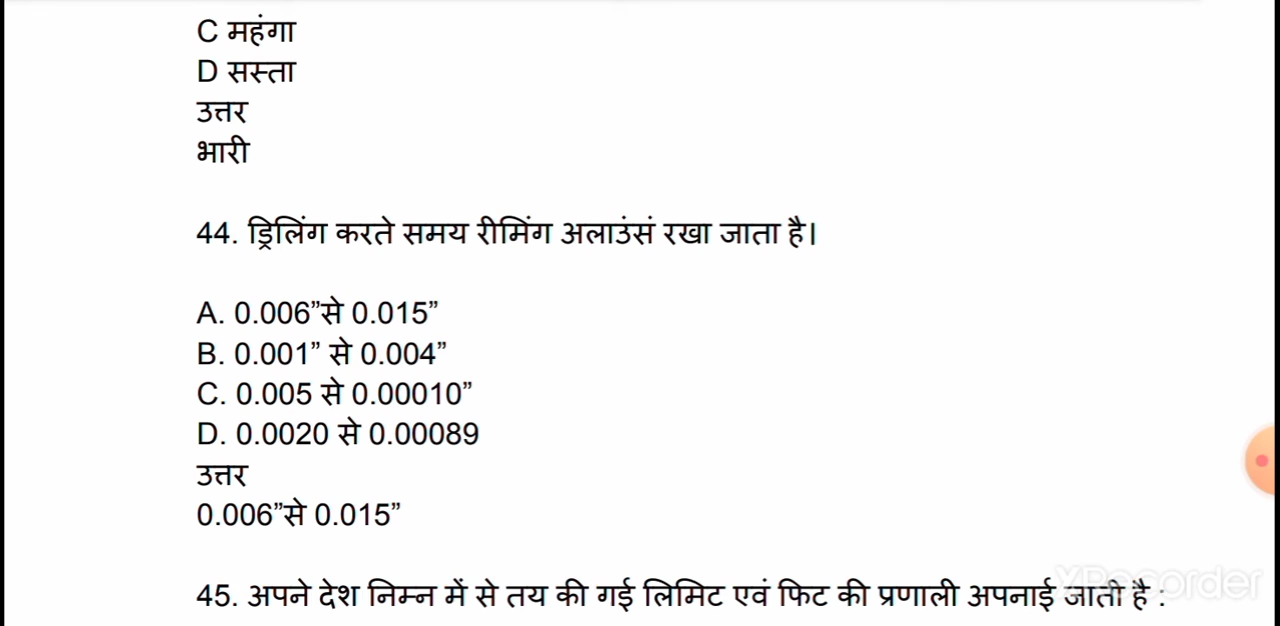 C महंगा
D सस्ता
उत्तर
भारी
44. ड्रिलिंग करते समय रीमिंग अलाउंसं रखा जाता है।
A. 0.006”से 0.015”
B. 0.001” से 0.004”
C. 0.005 से 0.00010”
D. 0.0020 से 0.00089
उत्तर
0.006”से 0.015”
45. अपने देश निम्न में से तय की गई लिमिट एवं फिट की प्रणाली अपनाई जाती है :
XRecorder